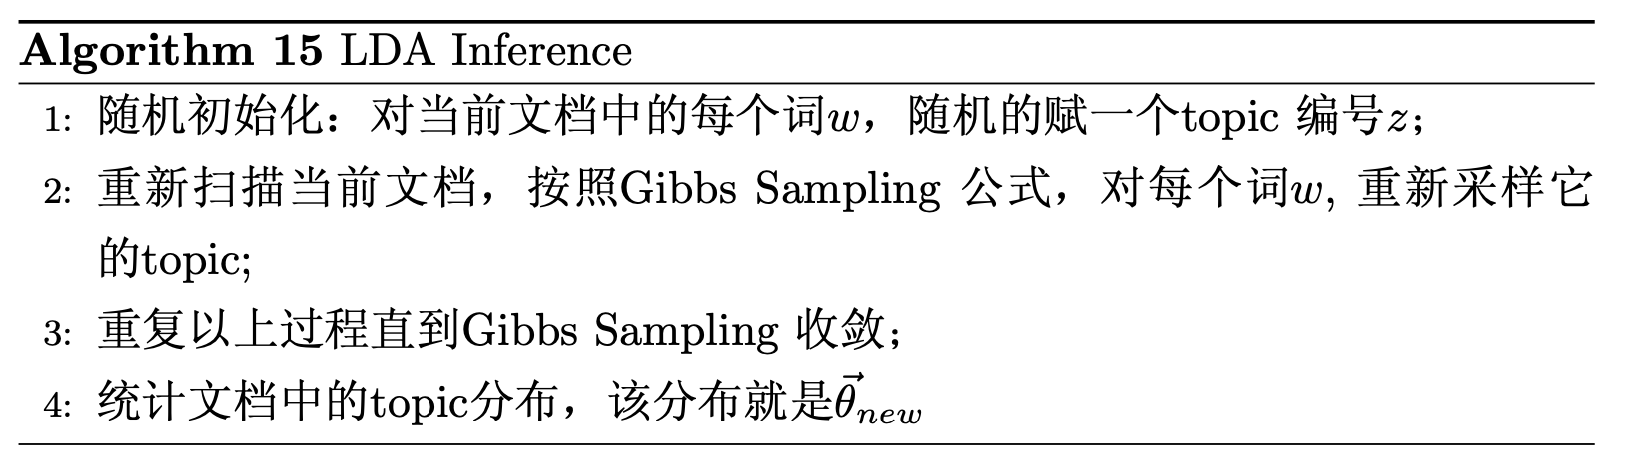 Algorithm 15 LDA Inference
1: 随机初始化：对当前文档中的每个词w，随机的赋一个topic 编号z；
2: 重新扫描当前文档，按照Gibbs Sampling 公式，对每个词w, 重新采样它
的topic;
3: 重复以上过程直到Gibbs Sampling 收敛；
4: 统计文档中的topic分布，该分布就是$\vec{\theta}_{new}$